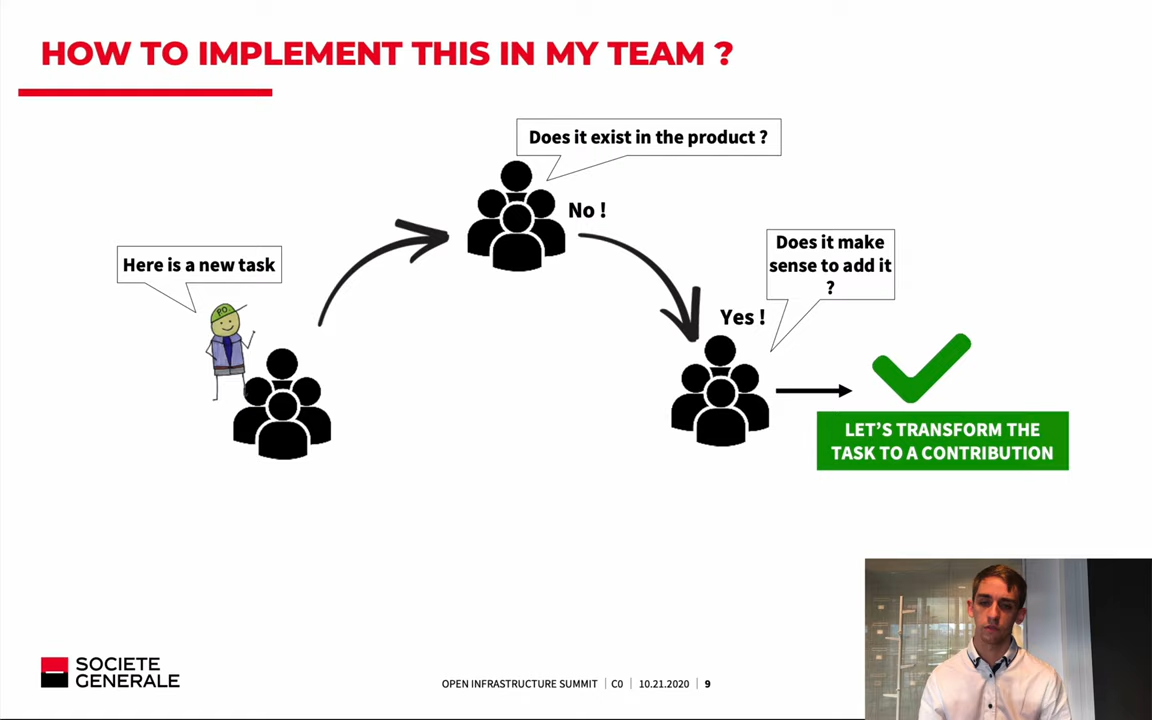 HOW TO IMPLEMENT THIS IN MY TEAM ?
Does it exist in the product ?
No !
Does it make
sense to add it
?
Here is a new task
PO
Yes !
LET'S TRANSFORM THE
TASK TO A CONTRIBUTION
SOCIETE
GENERALE
OPEN INFRASTRUCTURE SUMMIT | C0 | 10.21.2020 | 9